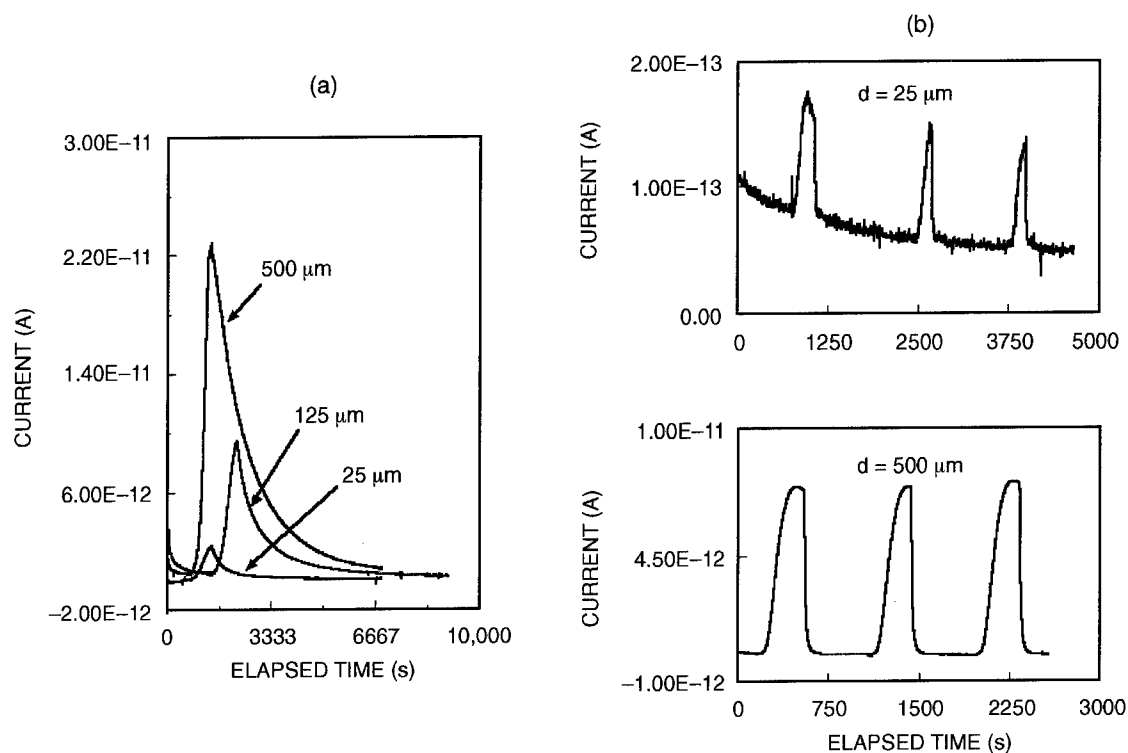 (a)
3.00E–11
2.20E–11
1.40E–11
6.00E–12
–2.00E–12
CURRENT (A)
500 μm
125 μm
25 μm
0 3333 6667 10,000
ELAPSED TIME (s)
(b)
2.00E–13
1.00E–13
0.00
CURRENT (A)
d = 25 μm
0 1250 2500 3750 5000
1.00E–11
4.50E–12
–1.00E–12
CURRENT (A)
d = 500 μm
0 750 1500 2250 3000
ELAPSED TIME (s)